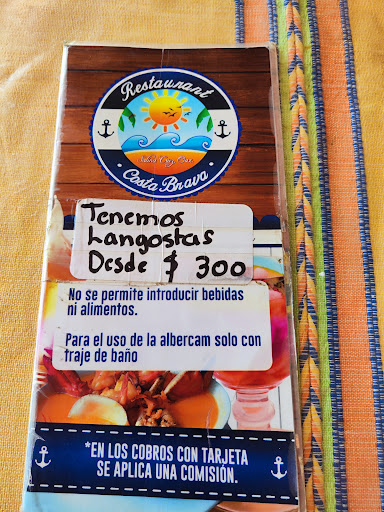 Restaurant
Costa Brava
Tenemos
Langostas
Desde $ 300
No se permite introducir bebidas
ni alimentos.
Para el uso de la albercam solo con
traje de baño
*EN LOS COBROS CON TARJETA
SE APLICA UNA COMISIÓN.